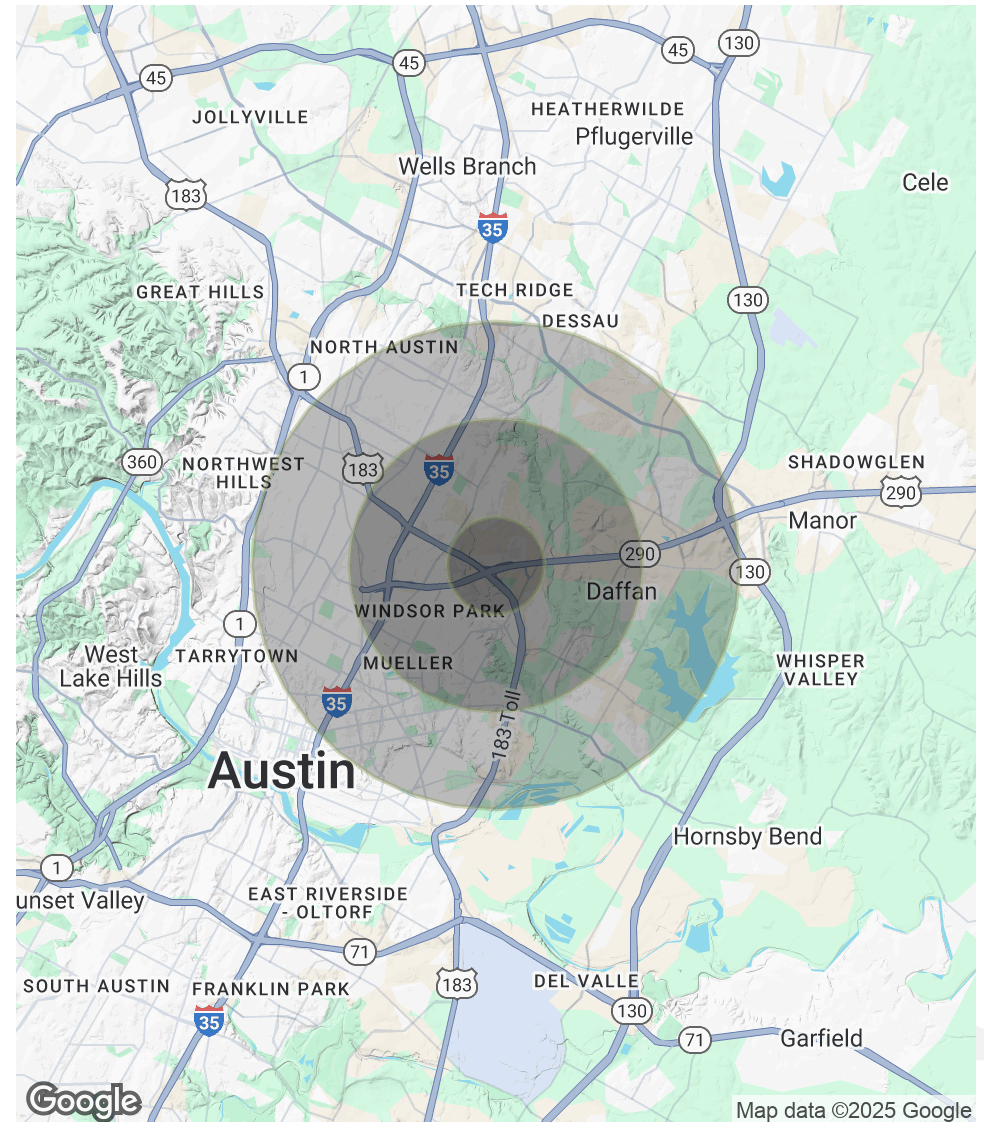 45
130
45
45
HEATHERWILDE
JOLLYVILLE
Pflugerville
Wells Branch
Cele
183
35
TECH RIDGE
GREAT HILLS
130
DESSAU
NORTH AUSTIN
1
360
NORTHWEST
HILLS
183
35
SHADOWGLEN
290
Manor
290
130
Daffan
WINDSOR PARK
1
West
Lake Hills
TARRYTOWN
MUELLER
WHISPER
VALLEY
35
183 Toll
Austin
Hornsby Bend
1
unset Valley
EAST RIVERSIDE
- OLTORF
71
SOUTH AUSTIN
FRANKLIN PARK
183
DEL VALLE
35
130
71
Garfield
Google
Map data ©2025 Google